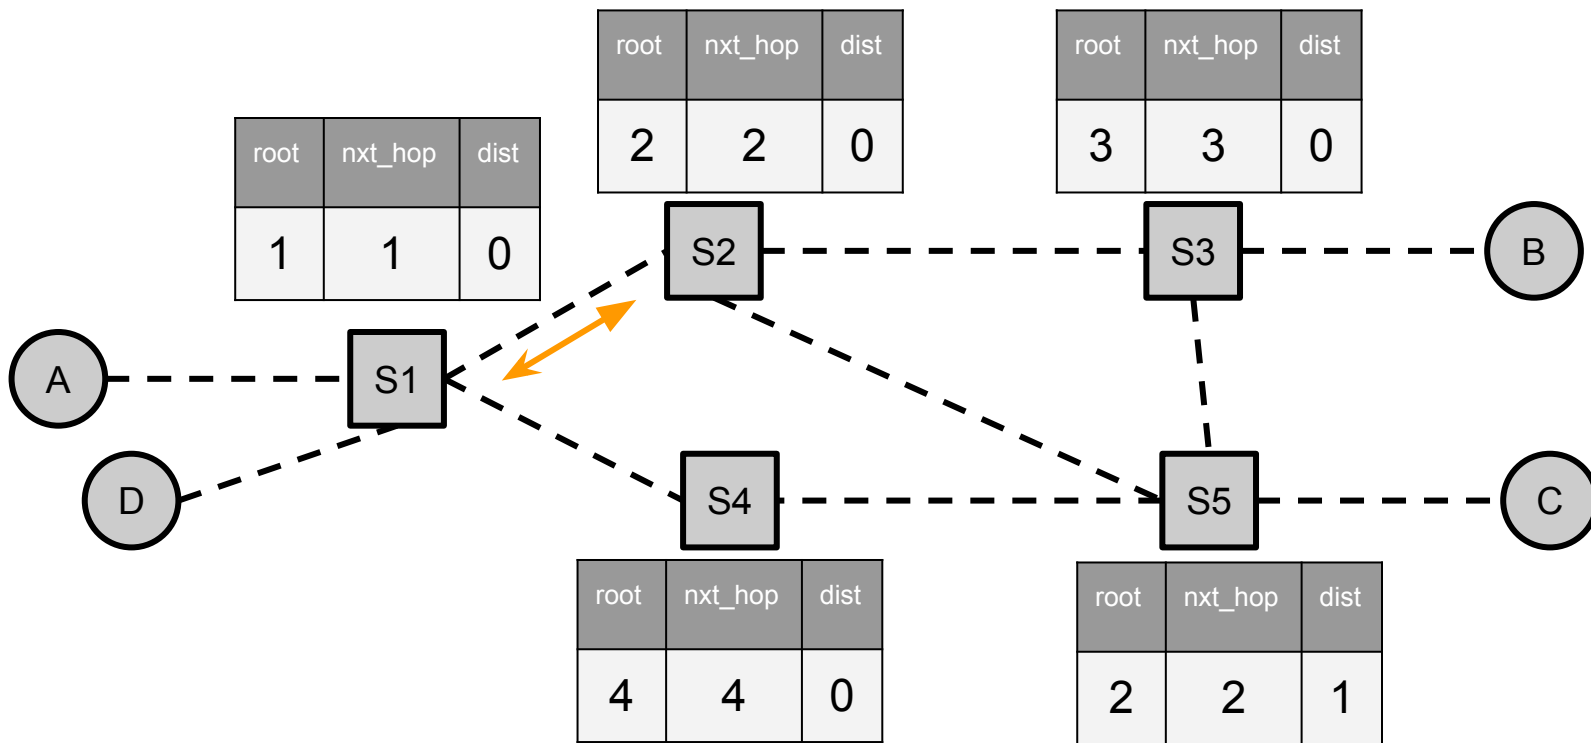 root nxt_hop dist
2 2 0
root nxt_hop dist
3 3 0
root nxt_hop dist
1 1 0
S2
S3
B
A
S1
D
S4
S5
C
root nxt_hop dist
4 4 0
root nxt_hop dist
2 2 1